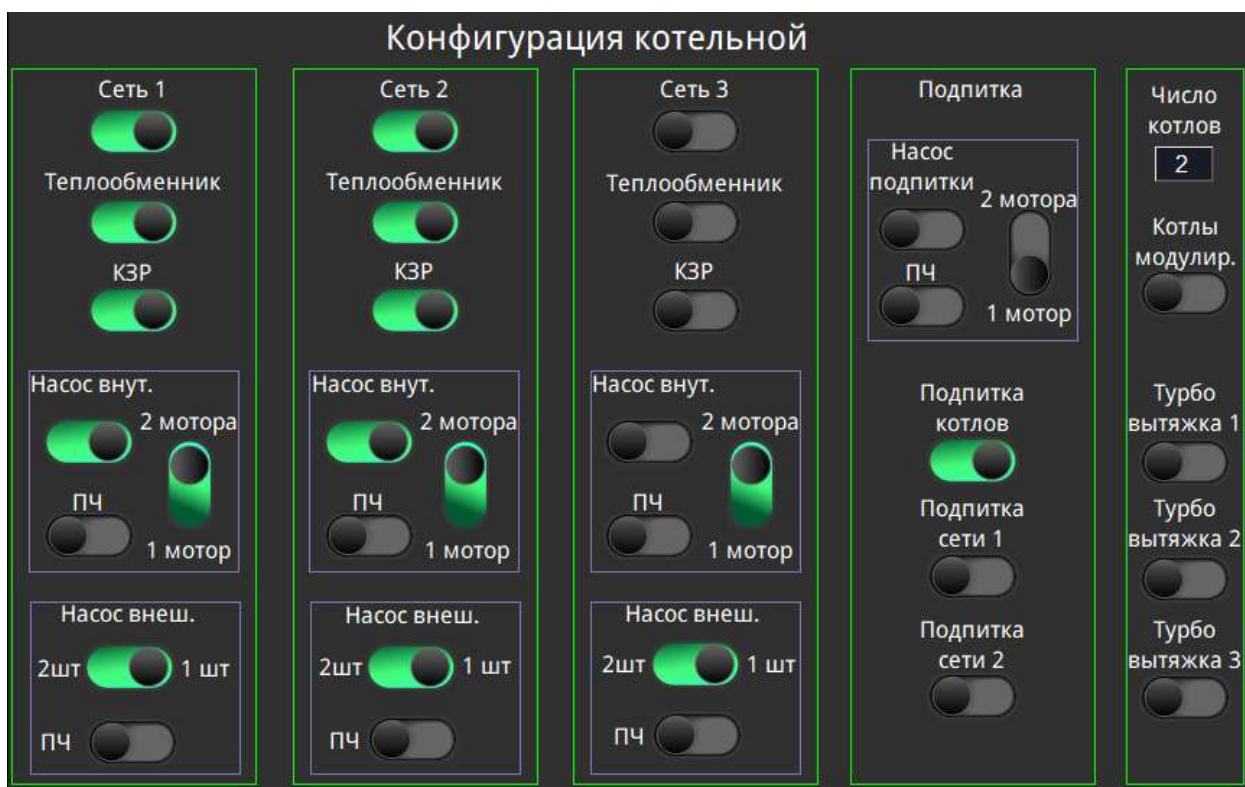 Конфигурация котельной
Сеть 1
Теплообменник
КЗР
Насос внут.
2 мотора
ПЧ
1 мотор
Насос внеш.
2шт
1 шт
ПЧ
Сеть 2
Теплообменник
КЗР
Насос внут.
2 мотора
ПЧ
1 мотор
Насос внеш.
2шт
1 шт
ПЧ
Сеть 3
Теплообменник
КЗР
Насос внут.
2 мотора
ПЧ
1 мотор
Насос внеш.
2шт
1 шт
ПЧ
Подпитка
Насос
подпитки
2 мотора
ПЧ
1 мотор
Подпитка
котлов
Подпитка
сети 1
Подпитка
сети 2
Число
котлов
2
Котлы
модулир.
Турбо
вытяжка 1
Турбо
вытяжка 2
Турбо
вытяжка 3